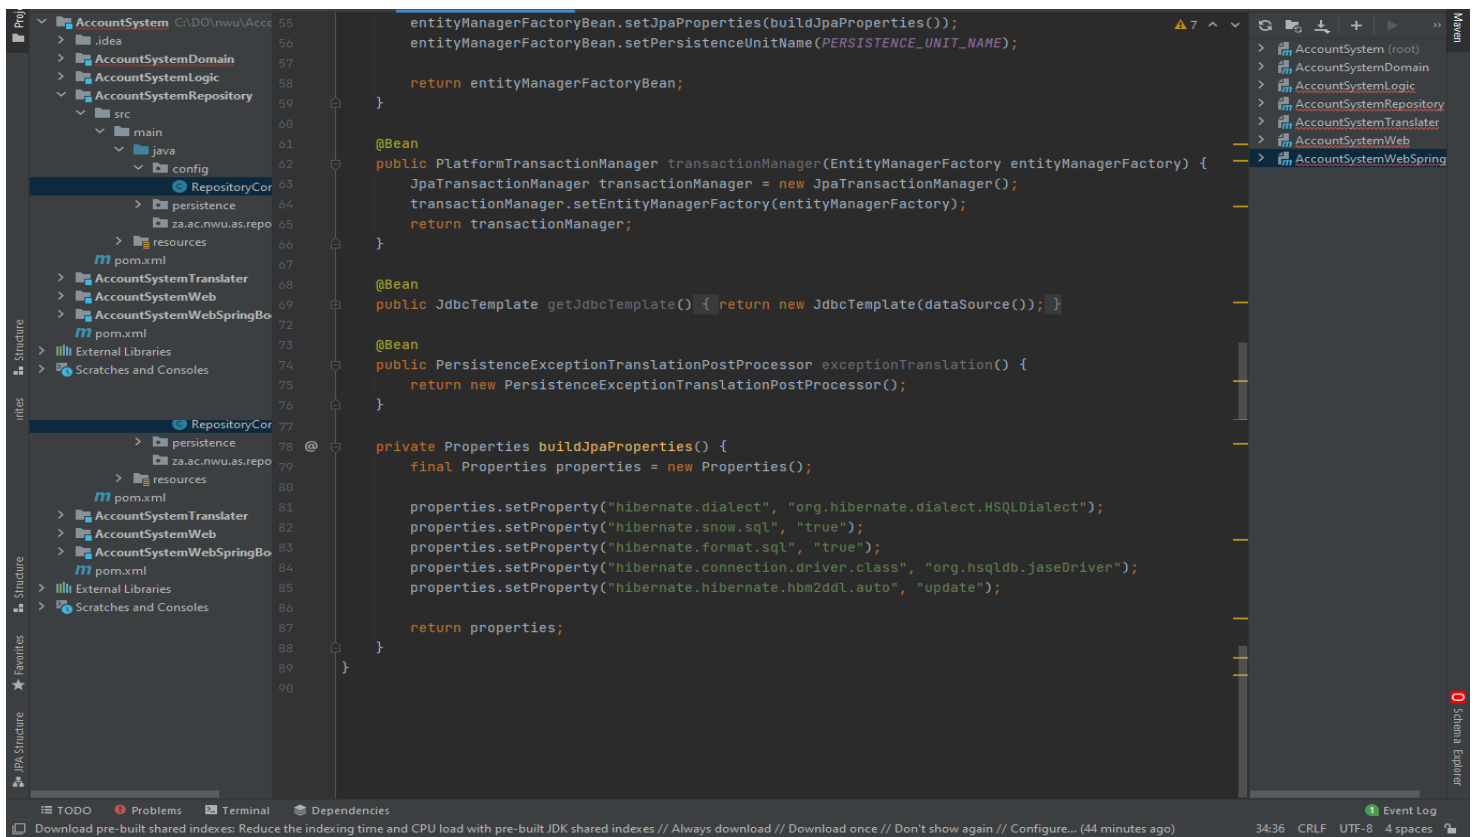 Proj
AccountSystem C:\DO\nwu\Acco
.idea
AccountSystemDomain
AccountSystemLogic
AccountSystemRepository
src
main
java
config
RepositoryCor
persistence
za.ac.nwu.as.repo
resources
pom.xml
AccountSystemTranslater
AccountSystemWeb
AccountSystemWebSpringBo
pom.xml
External Libraries
Scratches and Consoles
RepositoryCor
persistence
za.ac.nwu.as.repo
resources
pom.xml
AccountSystemTranslater
AccountSystemWeb
AccountSystemWebSpringBo
pom.xml
External Libraries
Scratches and Consoles
Structure
rites
Structure
Favorites
JPA Structure
55 entityManagerFactoryBean.setJpaProperties(buildJpaProperties());
56 entityManagerFactoryBean.setPersistenceUnitName(PERSISTENCE_UNIT_NAME);
57
58 return entityManagerFactoryBean;
59 }
60
61 @Bean
62 public PlatformTransactionManager transactionManager(EntityManagerFactory entityManagerFactory) {
63 JpaTransactionManager transactionManager = new JpaTransactionManager();
64 transactionManager.setEntityManagerFactory(entityManagerFactory);
65 return transactionManager;
66 }
67
68 @Bean
69 public JdbcTemplate getJdbcTemplate() { return new JdbcTemplate(dataSource()); }
72
73 @Bean
74 public PersistenceExceptionTranslationPostProcessor exceptionTranslation() {
75 return new PersistenceExceptionTranslationPostProcessor();
76 }
77
78 @ private Properties buildJpaProperties() {
79 final Properties properties = new Properties();
80
81 properties.setProperty("hibernate.dialect", "org.hibernate.dialect.HSQLDialect");
82 properties.setProperty("hibernate.snow.sql", "true");
83 properties.setProperty("hibernate.format.sql", "true");
84 properties.setProperty("hibernate.connection.driver.class", "org.hsqldb.jaseDriver");
85 properties.setProperty("hibernate.hibernate.hbm2ddl.auto", "update");
86
87 return properties;
88 }
89 }
90
7
Maven
AccountSystem (root)
AccountSystemDomain
AccountSystemLogic
AccountSystemRepository
AccountSystemTranslater
AccountSystemWeb
AccountSystemWebSpring
Schema Explorer
TODO Problems Terminal Dependencies
1 Event Log
Download pre-built shared indexes: Reduce the indexing time and CPU load with pre-built JDK shared indexes // Always download // Download once // Don't show again // Configure... (44 minutes ago)
34:36 CRLF UTF-8 4 spaces